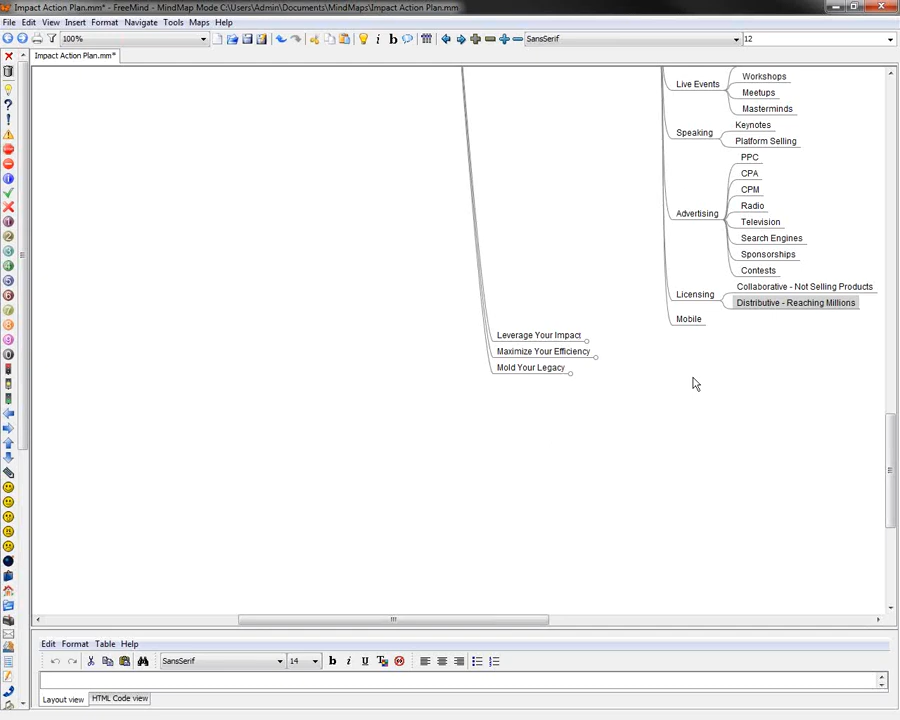 Impact Action Plan.mm* - FreeMind - MindMap Mode C:\Users\Admin\Documents\MindMaps\Impact Action Plan.mm
File Edit View Insert Format Navigate Tools Maps Help
100%
SansSerif
12
Impact Action Plan.mm*
Workshops
Live Events
Meetups
Masterminds
Keynotes
Speaking
Platform Selling
PPC
CPA
CPM
Radio
Advertising
Television
Search Engines
Sponsorships
Contests
Collaborative - Not Selling Products
Licensing
Distributive - Reaching Millions
Mobile
Leverage Your Impact
Maximize Your Efficiency
Mold Your Legacy
Edit Format Table Help
SansSerif
14
Layout view HTML Code view